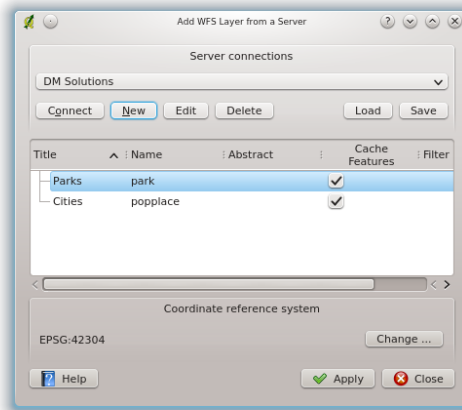 Add WFS Layer from a Server
Server connections
DM Solutions
Connect New Edit Delete Load Save
Title Name Abstract Cache Features Filter
Parks park
Cities popplace
Coordinate reference system
EPSG:42304 Change ...
Help Apply Close